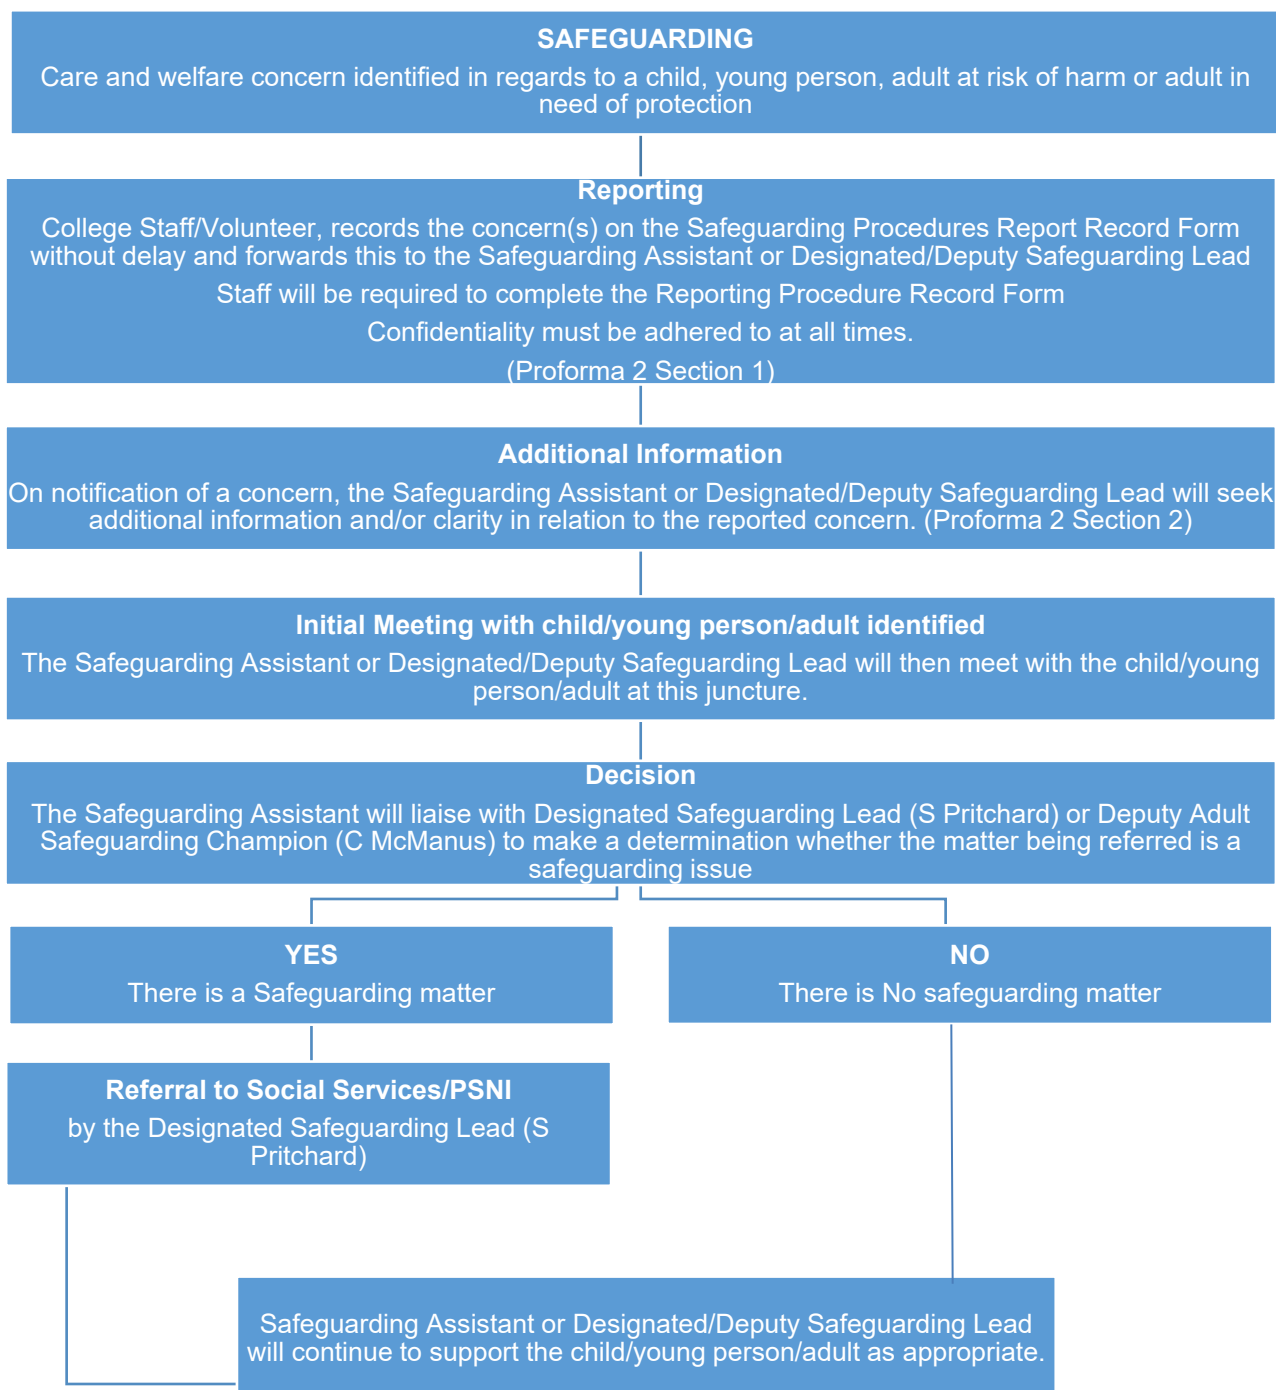 SAFEGUARDING
Care and welfare concern identified in regards to a child, young person, adult at risk of harm or adult in
need of protection
Reporting
College Staff/Volunteer, records the concern(s) on the Safeguarding Procedures Report Record Form
without delay and forwards this to the Safeguarding Assistant or Designated/Deputy Safeguarding Lead
Staff will be required to complete the Reporting Procedure Record Form
Confidentiality must be adhered to at all times.
(Proforma 2 Section 1)
Additional Information
On notification of a concern, the Safeguarding Assistant or Designated/Deputy Safeguarding Lead will seek
additional information and/or clarity in relation to the reported concern. (Proforma 2 Section 2)
Initial Meeting with child/young person/adult identified
The Safeguarding Assistant or Designated/Deputy Safeguarding Lead will then meet with the child/young
person/adult at this juncture.
Decision
The Safeguarding Assistant will liaise with Designated Safeguarding Lead (S Pritchard) or Deputy Adult
Safeguarding Champion (C McManus) to make a determination whether the matter being referred is a
safeguarding issue
YES
There is a Safeguarding matter
NO
There is No safeguarding matter
Referral to Social Services/PSNI
by the Designated Safeguarding Lead (S
Pritchard)
Safeguarding Assistant or Designated/Deputy Safeguarding Lead
will continue to support the child/young person/adult as appropriate.